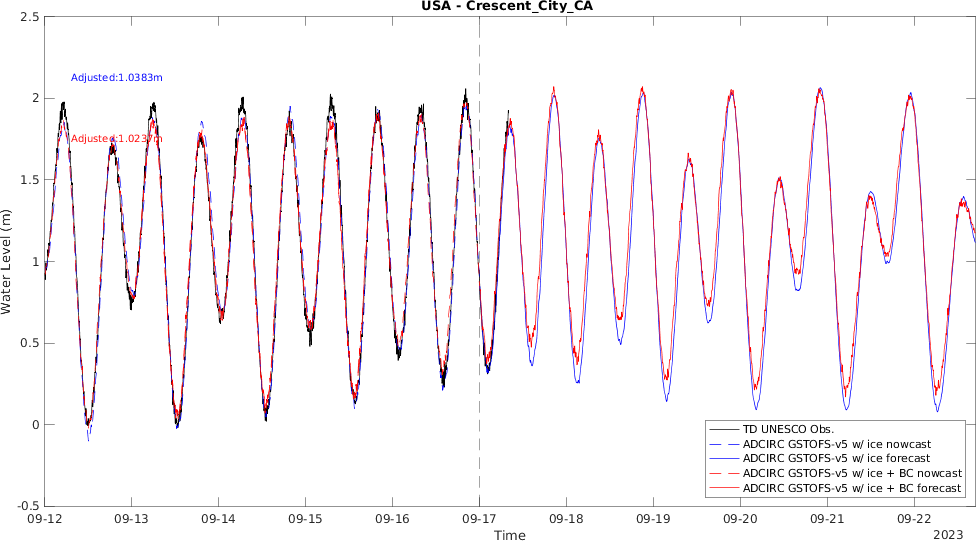 USA - Crescent_City_CA
2.5
2
1.5
1
0.5
0
-0.5
Water Level (m)
Adjusted:1.0383m
Adjusted:1.0237m
TD UNESCO Obs.
ADCIRC GSTOFS-v5 w/ ice nowcast
ADCIRC GSTOFS-v5 w/ ice forecast
ADCIRC GSTOFS-v5 w/ ice + BC nowcast
ADCIRC GSTOFS-v5 w/ ice + BC forecast
09-12 09-13 09-14 09-15 09-16 09-17 09-18 09-19 09-20 09-21 09-22
Time
2023